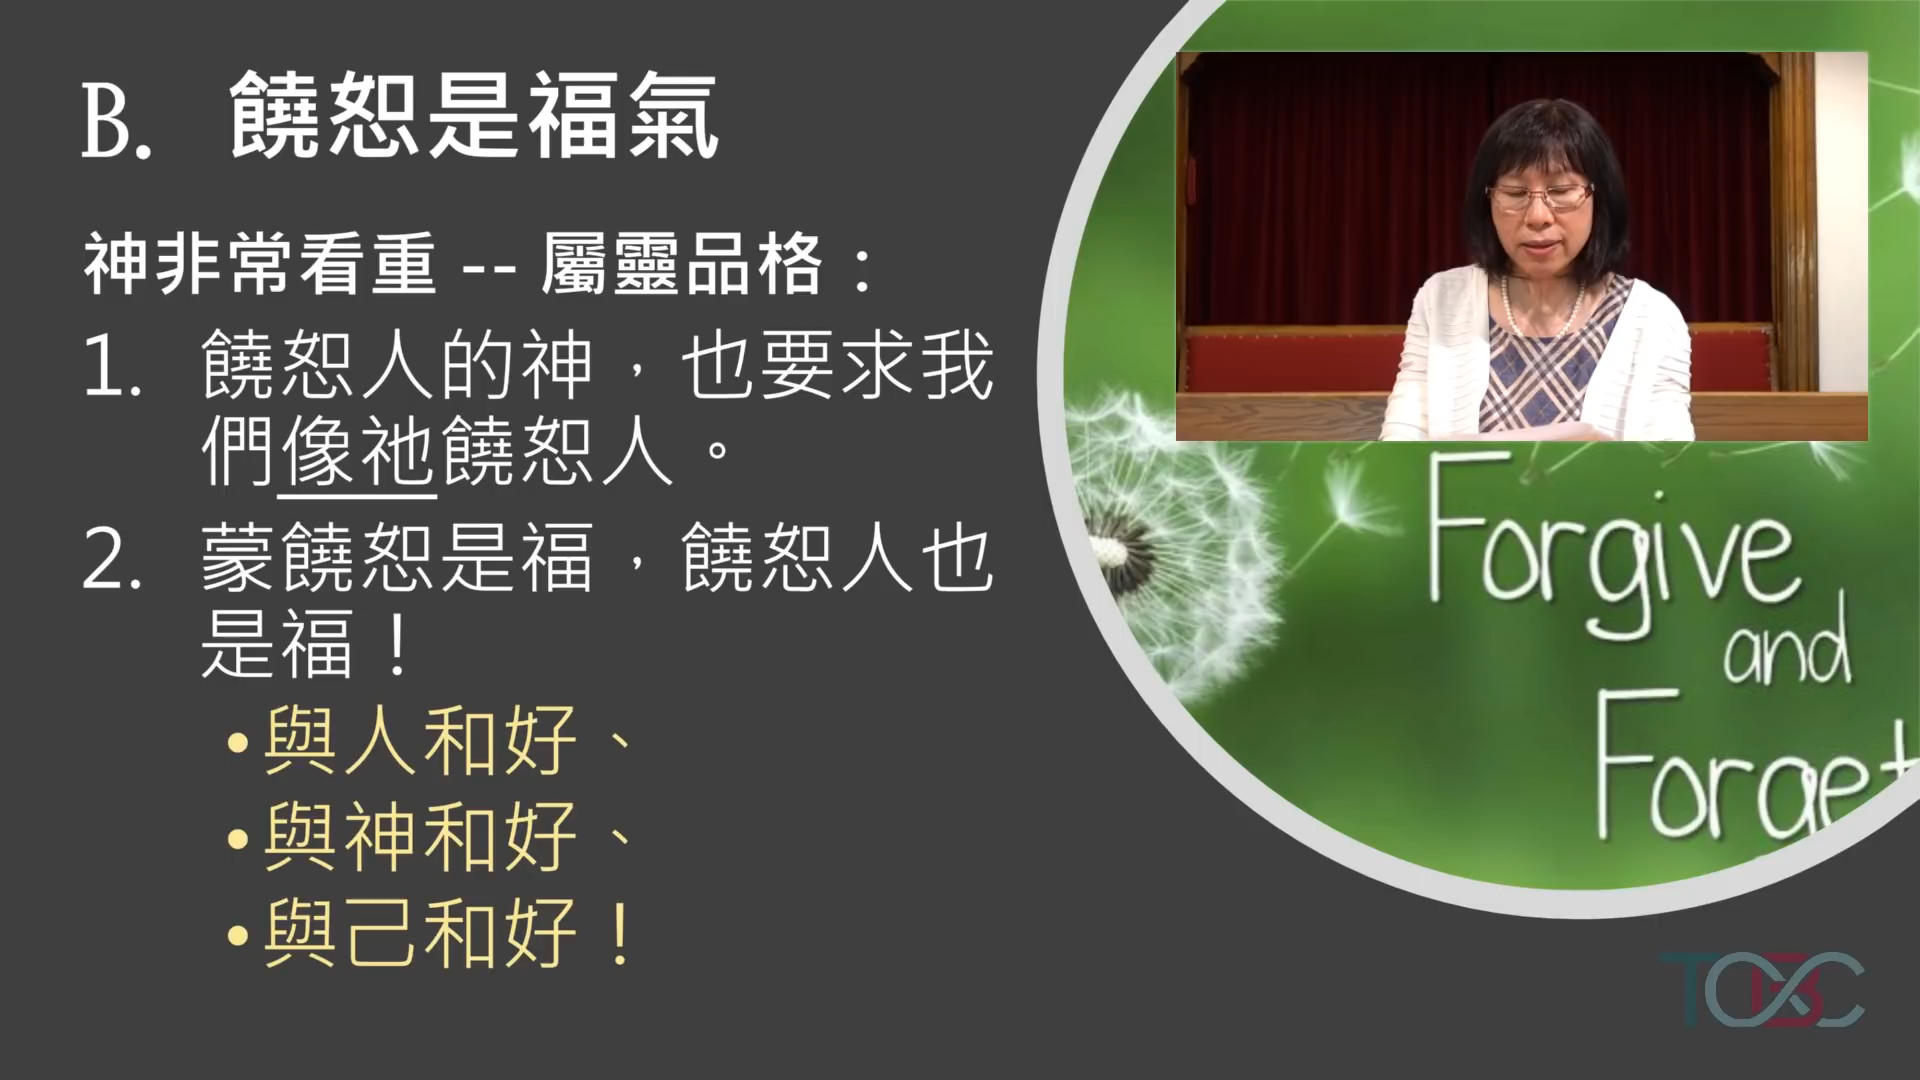 B. 饒恕是福氣
神非常看重 -- 屬靈品格：
1. 饒恕人的神，也要求我
們像祂饒恕人。
2. 蒙饒恕是福，饒恕人也
是福！
•與人和好、
•與神和好、
•與己和好！
Forgive
and
Forget
TOBC